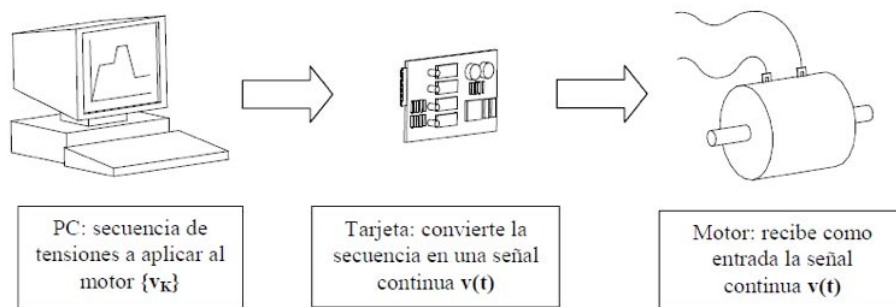 PC: secuencia de
tensiones a aplicar al
motor {vK}
Tarjeta: convierte la
secuencia en una señal
continua v(t)
Motor: recibe como
entrada la señal
continua v(t)